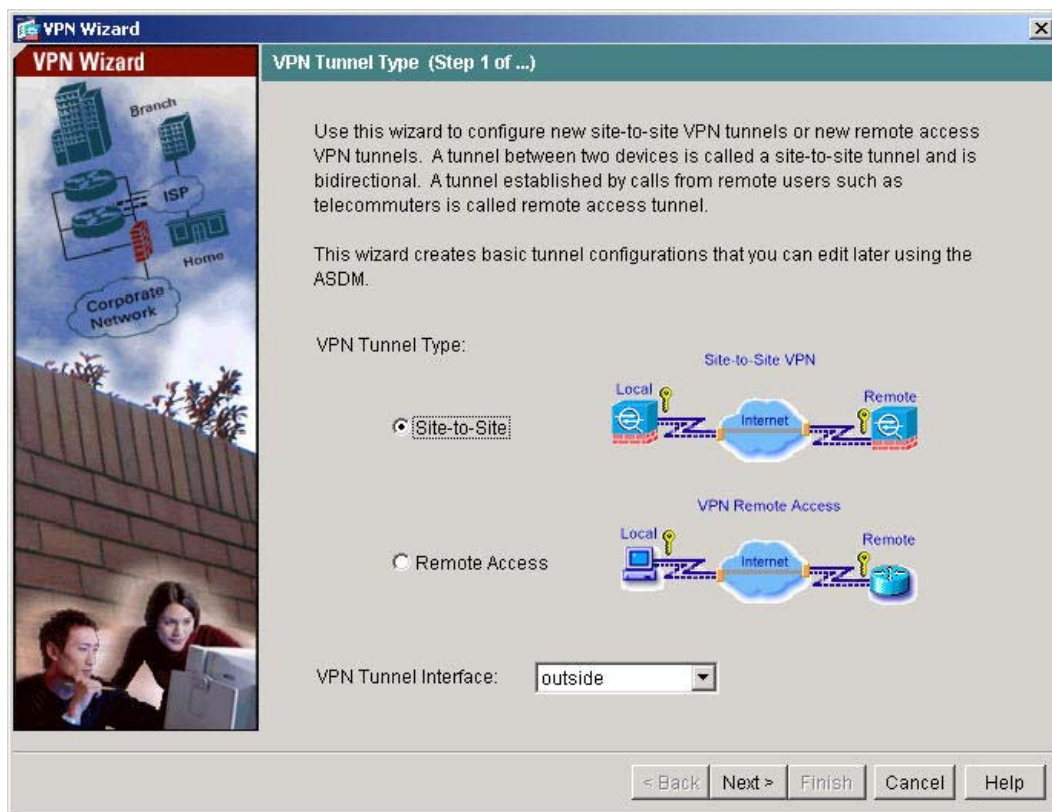 VPN Wizard
VPN Wizard
VPN Tunnel Type (Step 1 of ...)
Branch
ISP
Home
Corporate
Network
Use this wizard to configure new site-to-site VPN tunnels or new remote access
VPN tunnels. A tunnel between two devices is called a site-to-site tunnel and is
bidirectional. A tunnel established by calls from remote users such as
telecommuters is called remote access tunnel.
This wizard creates basic tunnel configurations that you can edit later using the
ASDM.
VPN Tunnel Type:
Site-to-Site VPN
Local
Remote
Internet
Site-to-Site
VPN Remote Access
Local
Remote
Internet
Remote Access
VPN Tunnel Interface:
outside
< Back
Next >
Finish
Cancel
Help